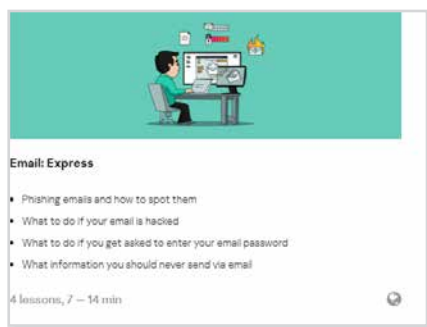 Email: Express
• Phishing emails and how to spot them
• What to do if your email is hacked
• What to do if you get asked to enter your email password
• What information you should never send via email
4 lessons, 7 – 14 min